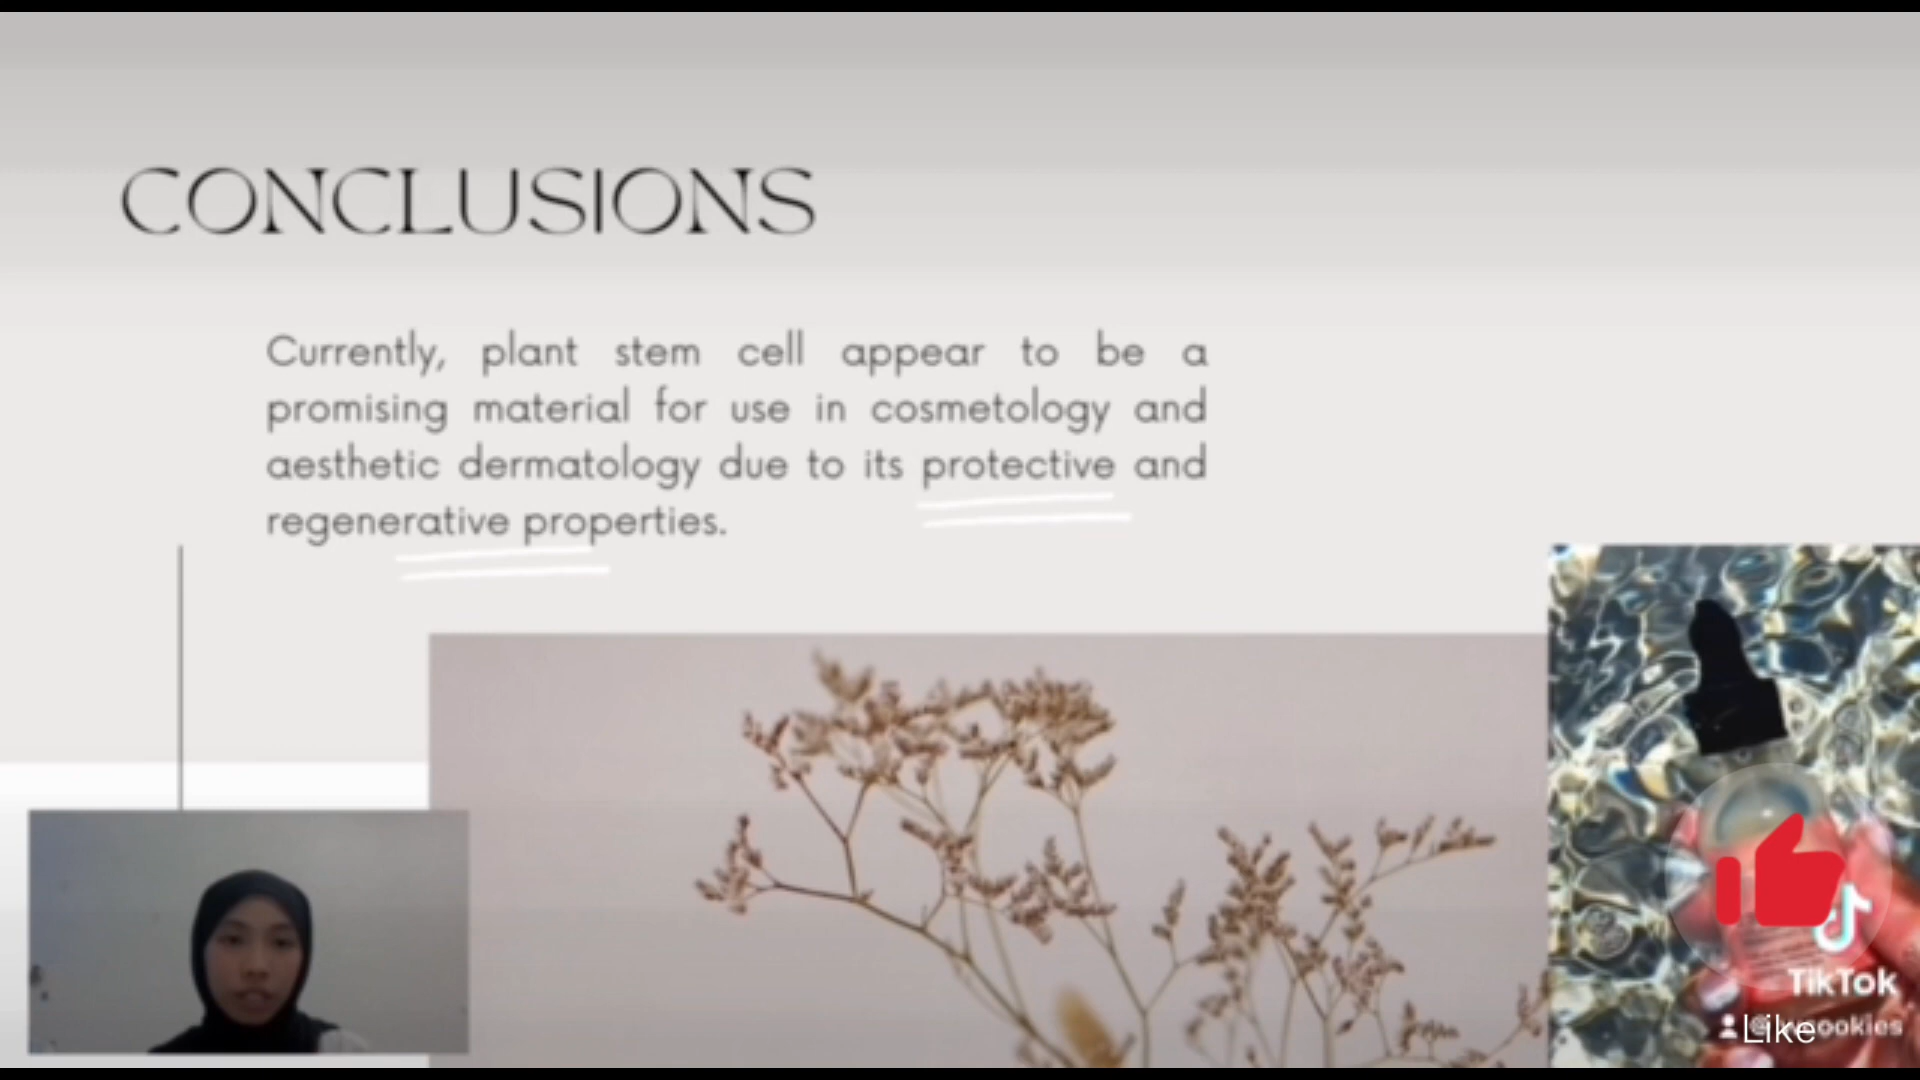 CONCLUSIONS
Currently, plant stem cell appear to be a
promising material for use in cosmetology and
aesthetic dermatology due to its protective and
regenerative properties.
TikTok
Like